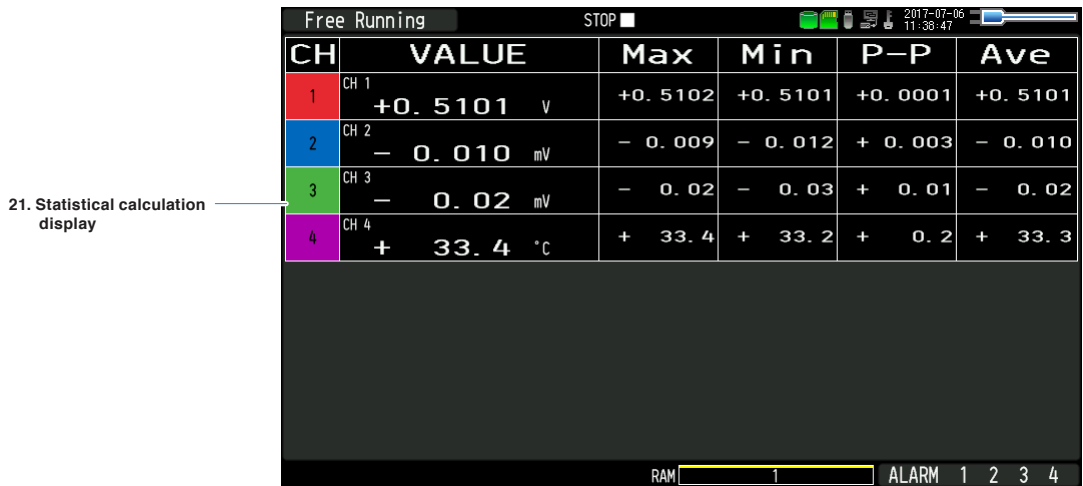 Free Running STOP 2017-07-06
11:38:47
CH VALUE Max Min P-P Ave
1 CH 1 +0.5101 V +0.5102 +0.5101 +0.0001 +0.5101
2 CH 2 - 0.010 mV - 0.009 - 0.012 + 0.003 - 0.010
3 CH 3 - 0.02 mV - 0.02 - 0.03 + 0.01 - 0.02
4 CH 4 + 33.4 °C + 33.4 + 33.2 + 0.2 + 33.3
21. Statistical calculation
display
RAM 1 ALARM 1 2 3 4